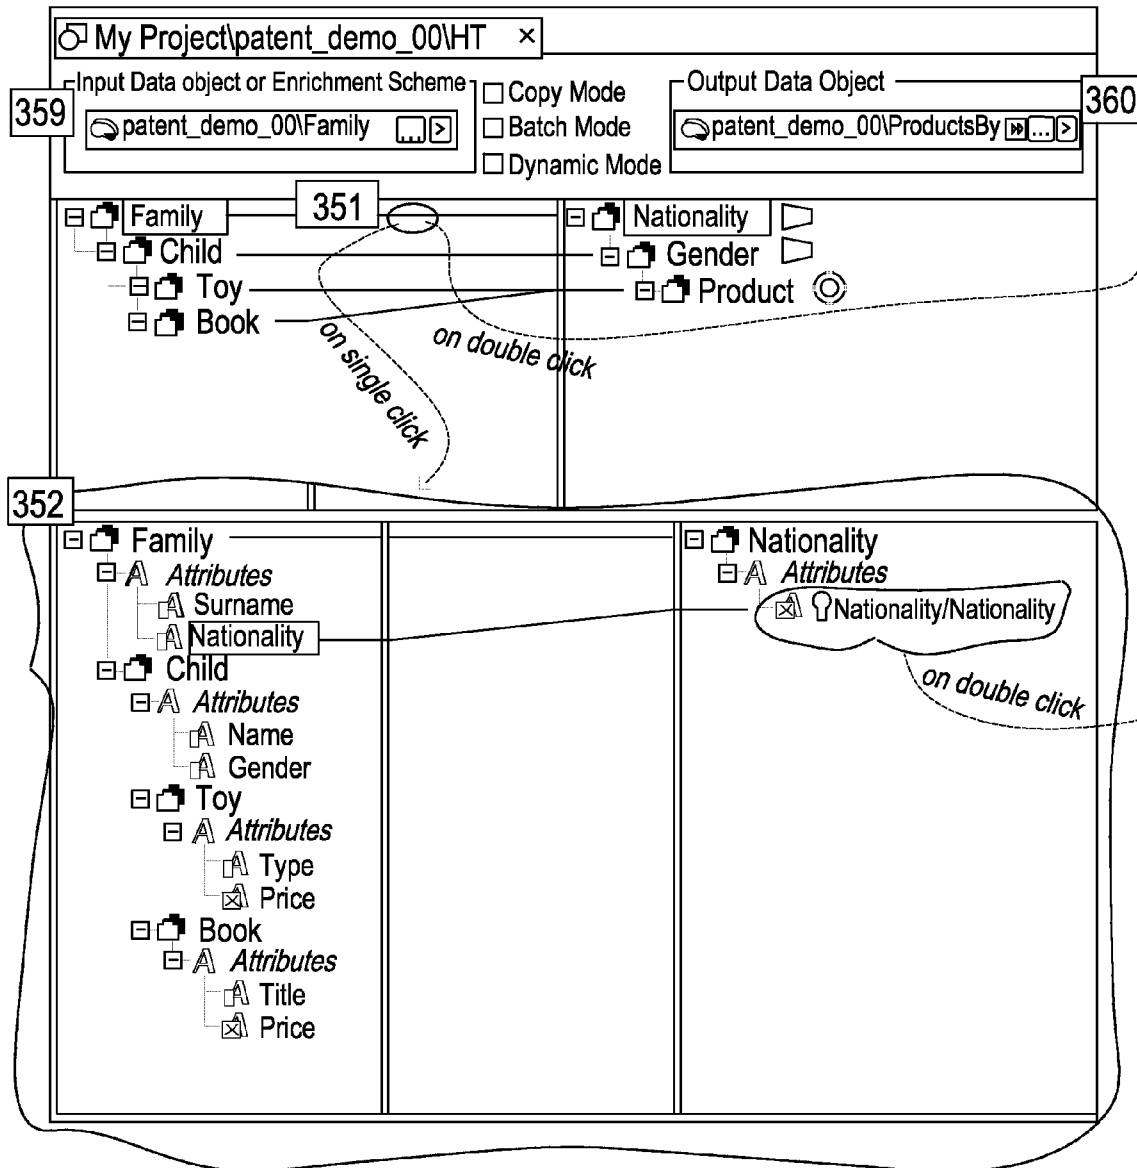 My Project\patent_demo_00\HT ×
Input Data object or Enrichment Scheme
Copy Mode
Output Data Object
359
360
patent_demo_00\Family ... >
Batch Mode
patent_demo_00\ProductsBy ... >
Dynamic Mode
Family
351
Nationality
Child
Gender
Toy
Product
Book
on single click
on double click
352
Family
Nationality
A Attributes
A Attributes
A Surname
A Nationality/Nationality
A Nationality
Child
on double click
A Attributes
A Name
A Gender
Toy
A Attributes
A Type
A Price
Book
A Attributes
A Title
A Price